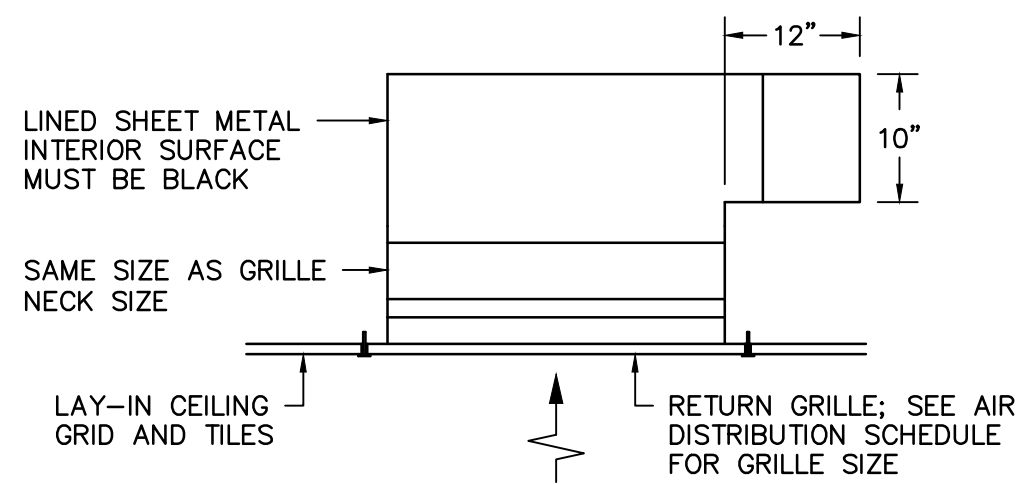 12”
LINED SHEET METAL
INTERIOR SURFACE
MUST BE BLACK
10”
SAME SIZE AS GRILLE
NECK SIZE
LAY-IN CEILING
GRID AND TILES
RETURN GRILLE; SEE AIR
DISTRIBUTION SCHEDULE
FOR GRILLE SIZE